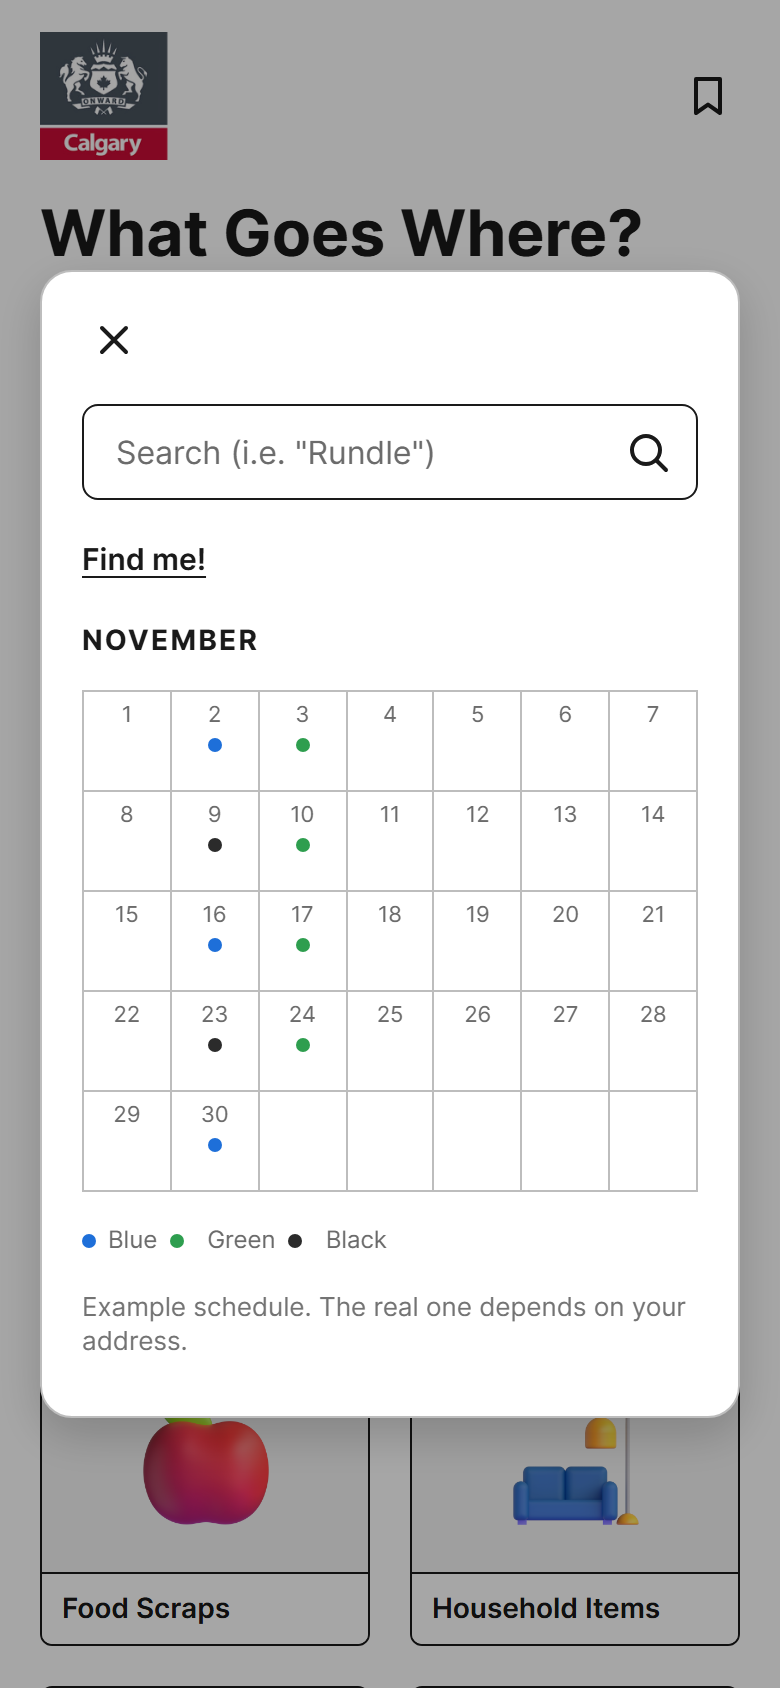 ONWARD
Calgary
What Goes Where?
Search (i.e. "Rundle")
Find me!
NOVEMBER
1 2 3 4 5 6 7
8 9 10 11 12 13 14
15 16 17 18 19 20 21
22 23 24 25 26 27 28
29 30
Blue Green Black
Example schedule. The real one depends on your
address.
Food Scraps Household Items